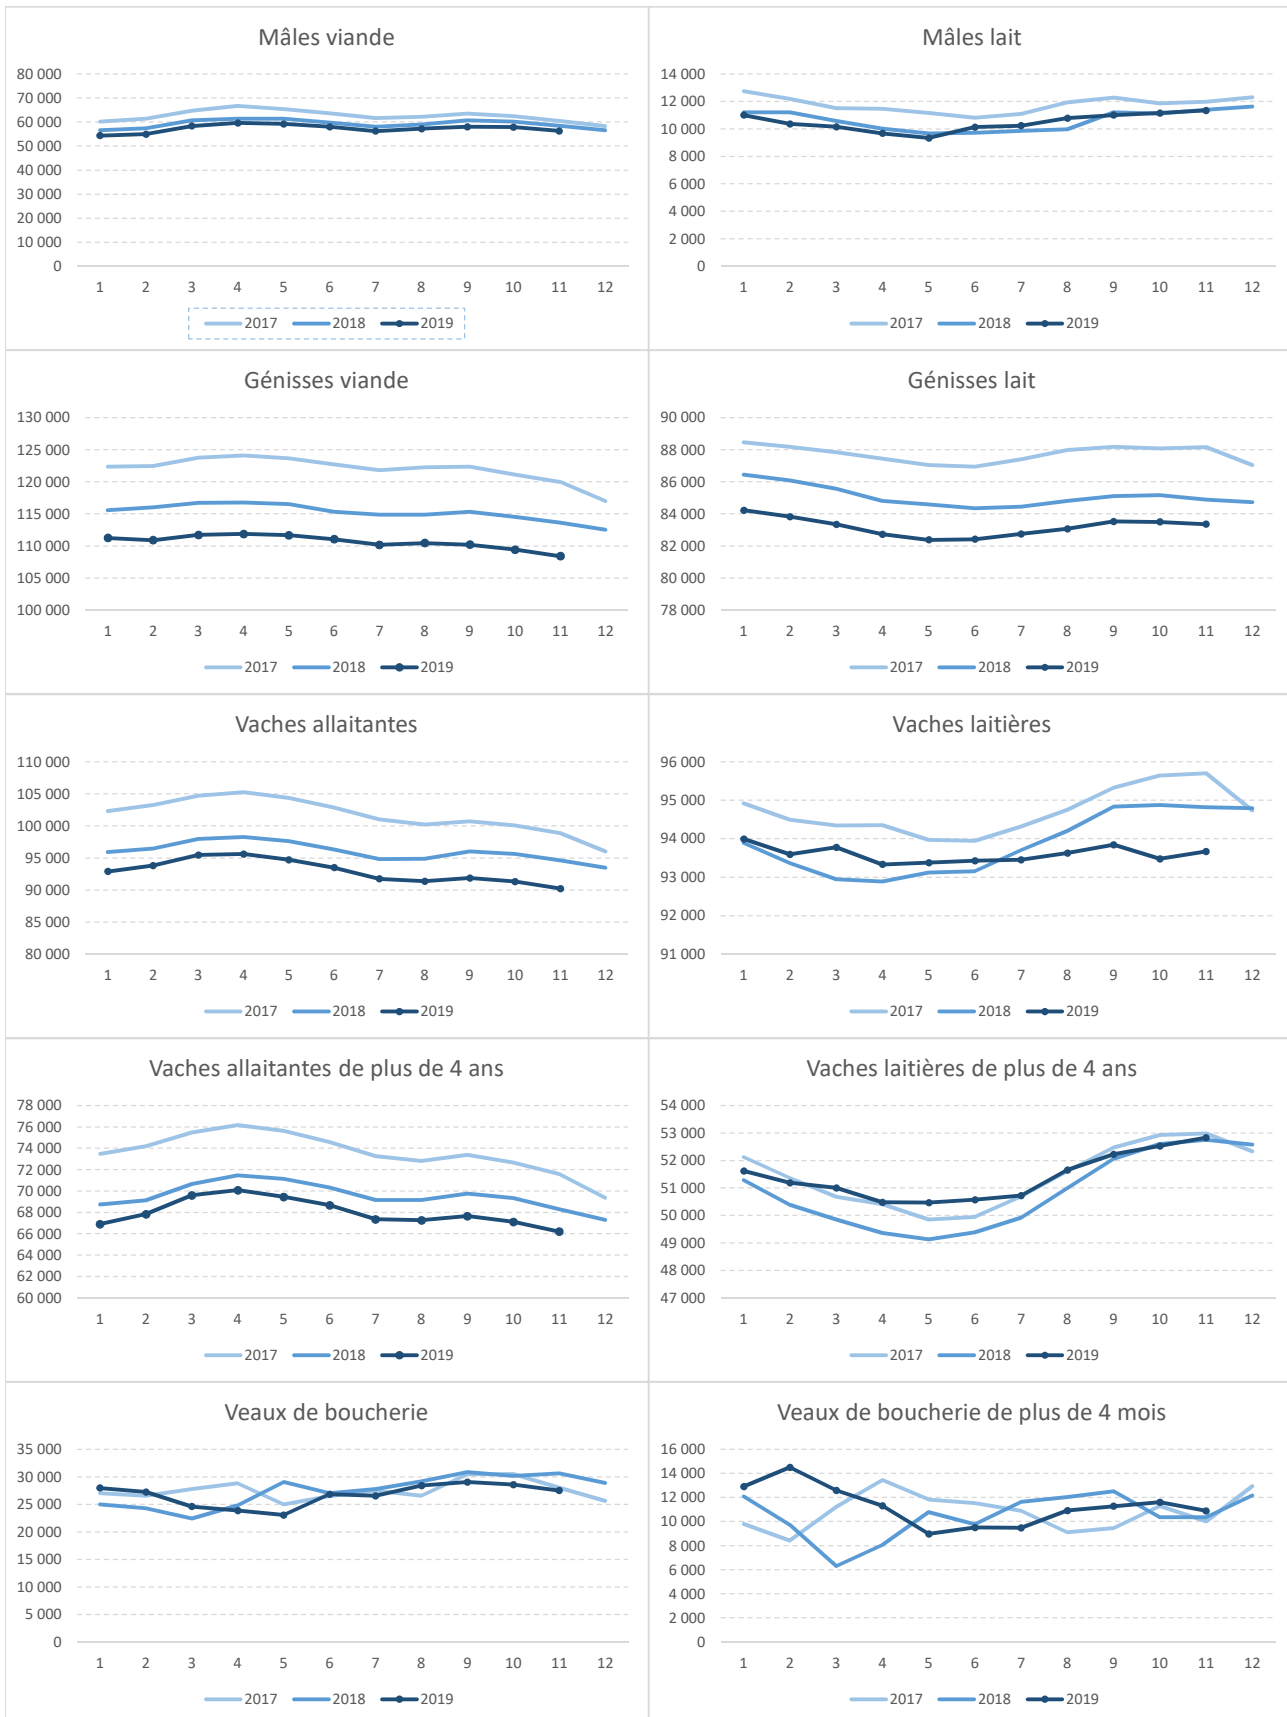 Mâles viande
80 000
70 000
60 000
50 000
40 000
30 000
20 000
10 000
0
1 2 3 4 5 6 7 8 9 10 11 12
2017 2018 2019
Mâles lait
14 000
12 000
10 000
8 000
6 000
4 000
2 000
0
1 2 3 4 5 6 7 8 9 10 11 12
2017 2018 2019
Génisses viande
130 000
125 000
120 000
115 000
110 000
105 000
100 000
1 2 3 4 5 6 7 8 9 10 11 12
2017 2018 2019
Génisses lait
90 000
88 000
86 000
84 000
82 000
80 000
78 000
1 2 3 4 5 6 7 8 9 10 11 12
2017 2018 2019
Vaches allaitantes
110 000
105 000
100 000
95 000
90 000
85 000
80 000
1 2 3 4 5 6 7 8 9 10 11 12
2017 2018 2019
Vaches laitières
96 000
95 000
94 000
93 000
92 000
91 000
1 2 3 4 5 6 7 8 9 10 11 12
2017 2018 2019
Vaches allaitantes de plus de 4 ans
78 000
76 000
74 000
72 000
70 000
68 000
66 000
64 000
62 000
60 000
1 2 3 4 5 6 7 8 9 10 11 12
2017 2018 2019
Vaches laitières de plus de 4 ans
54 000
53 000
52 000
51 000
50 000
49 000
48 000
47 000
1 2 3 4 5 6 7 8 9 10 11 12
2017 2018 2019
Veaux de boucherie
35 000
30 000
25 000
20 000
15 000
10 000
5 000
0
1 2 3 4 5 6 7 8 9 10 11 12
2017 2018 2019
Veaux de boucherie de plus de 4 mois
16 000
14 000
12 000
10 000
8 000
6 000
4 000
2 000
0
1 2 3 4 5 6 7 8 9 10 11 12
2017 2018 2019